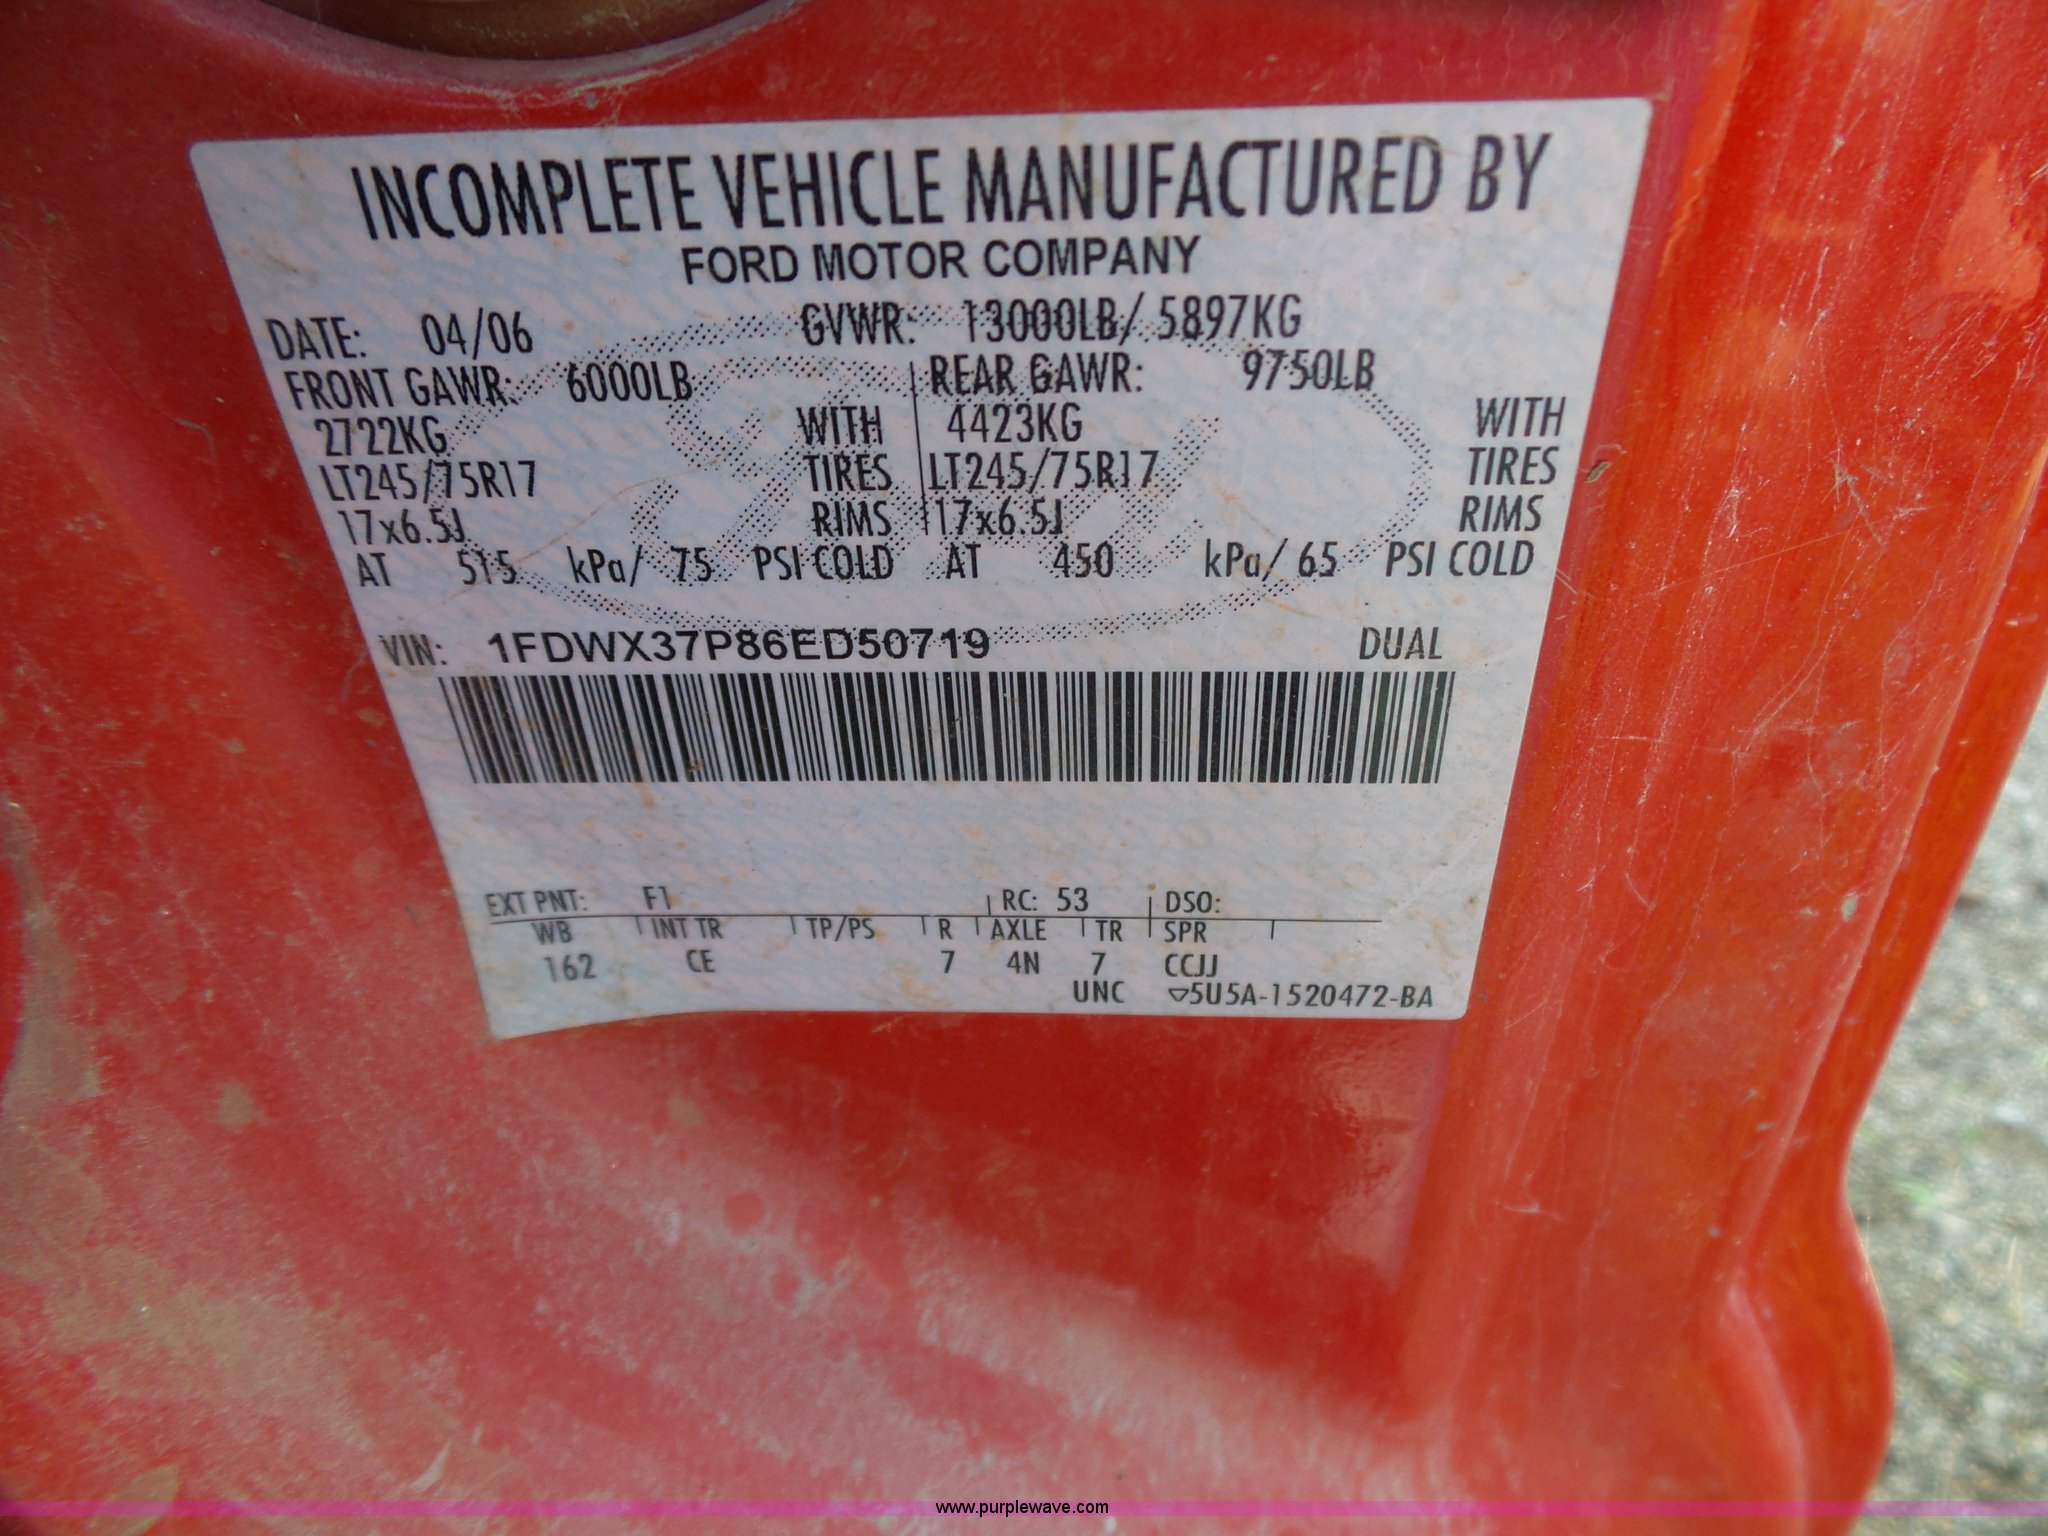 INCOMPLETE VEHICLE MANUFACTURED BY
FORD MOTOR COMPANY
DATE: 04/06 GVWR: 13000LB/ 5897KG
FRONT GAWR: 6000LB REAR GAWR: 9750LB
2722KG WITH 4423KG WITH
LT245/75R17 TIRES LT245/75R17 TIRES
17x6.5J RIMS 17x6.5J RIMS
AT 515 kPa/ 75 PSI COLD AT 450 kPa/ 65 PSI COLD
VIN: 1FDWX37P86ED50719 DUAL
EXT PNT: F1 RC: 53 DSO:
WB INT TR TP/PS R AXLE TR SPR
162 CE 7 4N 7 CCJJ
UNC ▽5U5A-1520472-BA
www.purplewave.com